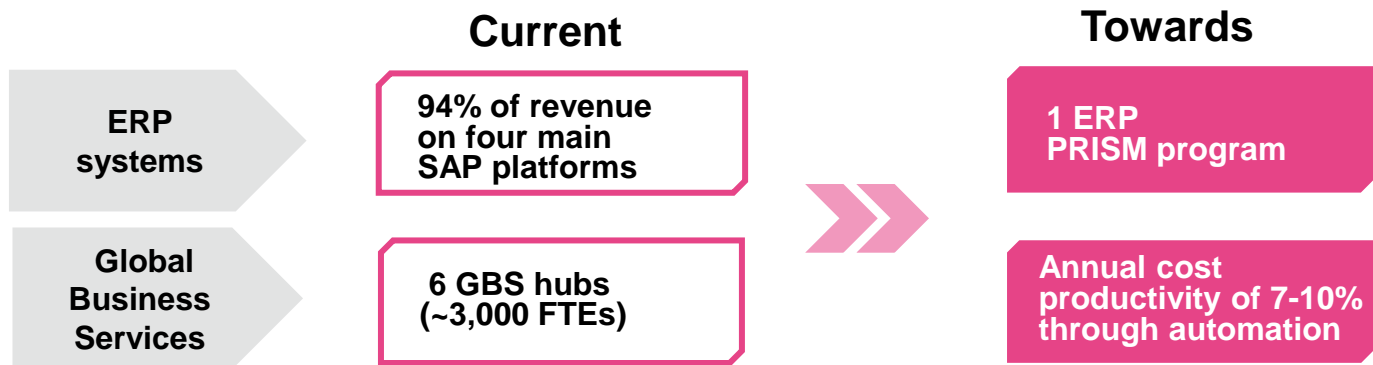 Current
Towards
ERP
systems
94% of revenue
on four main
SAP platforms
1 ERP
PRISM program
Global
Business
Services
6 GBS hubs
(~3,000 FTEs)
Annual cost
productivity of 7-10%
through automation